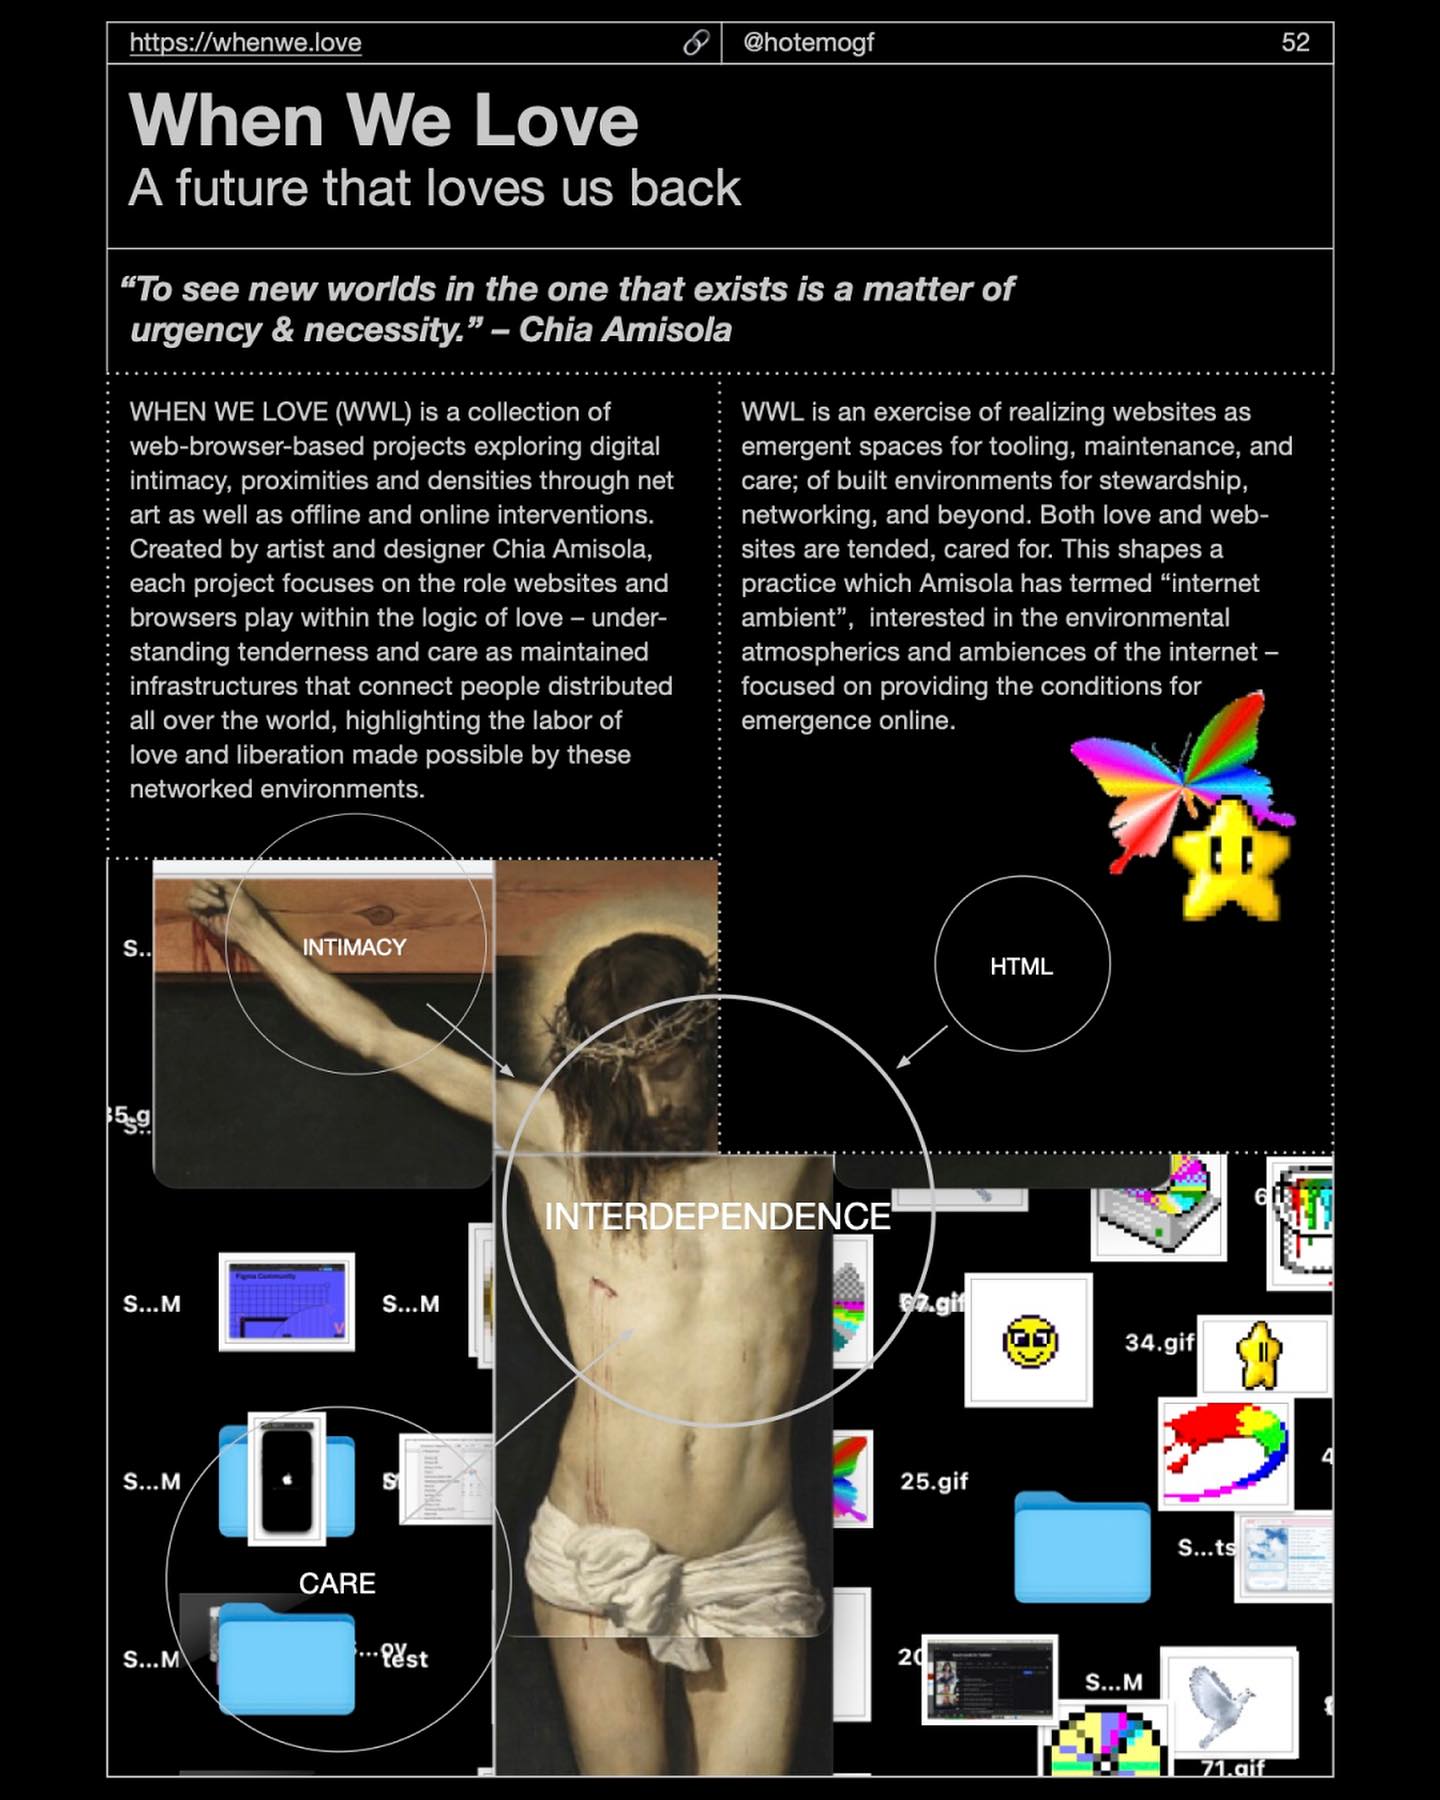 https://whenwe.love
@hotemogf
52
When We Love
A future that loves us back
“To see new worlds in the one that exists is a matter of
urgency & necessity.” – Chia Amisola
WHEN WE LOVE (WWL) is a collection of
web-browser-based projects exploring digital
intimacy, proximities and densities through net
art as well as offline and online interventions.
Created by artist and designer Chia Amisola,
each project focuses on the role websites and
browsers play within the logic of love – under-
standing tenderness and care as maintained
infrastructures that connect people distributed
all over the world, highlighting the labor of
love and liberation made possible by these
networked environments.
WWL is an exercise of realizing websites as
emergent spaces for tooling, maintenance, and
care; of built environments for stewardship,
networking, and beyond. Both love and web-
sites are tended, cared for. This shapes a
practice which Amisola has termed “internet
ambient”,  interested in the environmental
atmospherics and ambiences of the internet –
focused on providing the conditions for
emergence online.
INTIMACY
HTML
INTERDEPENDENCE
S...M
Figma Community
S...M
34.gif
S...M
25.gif
S...ts
CARE
S...M
test
S...M
71.gif